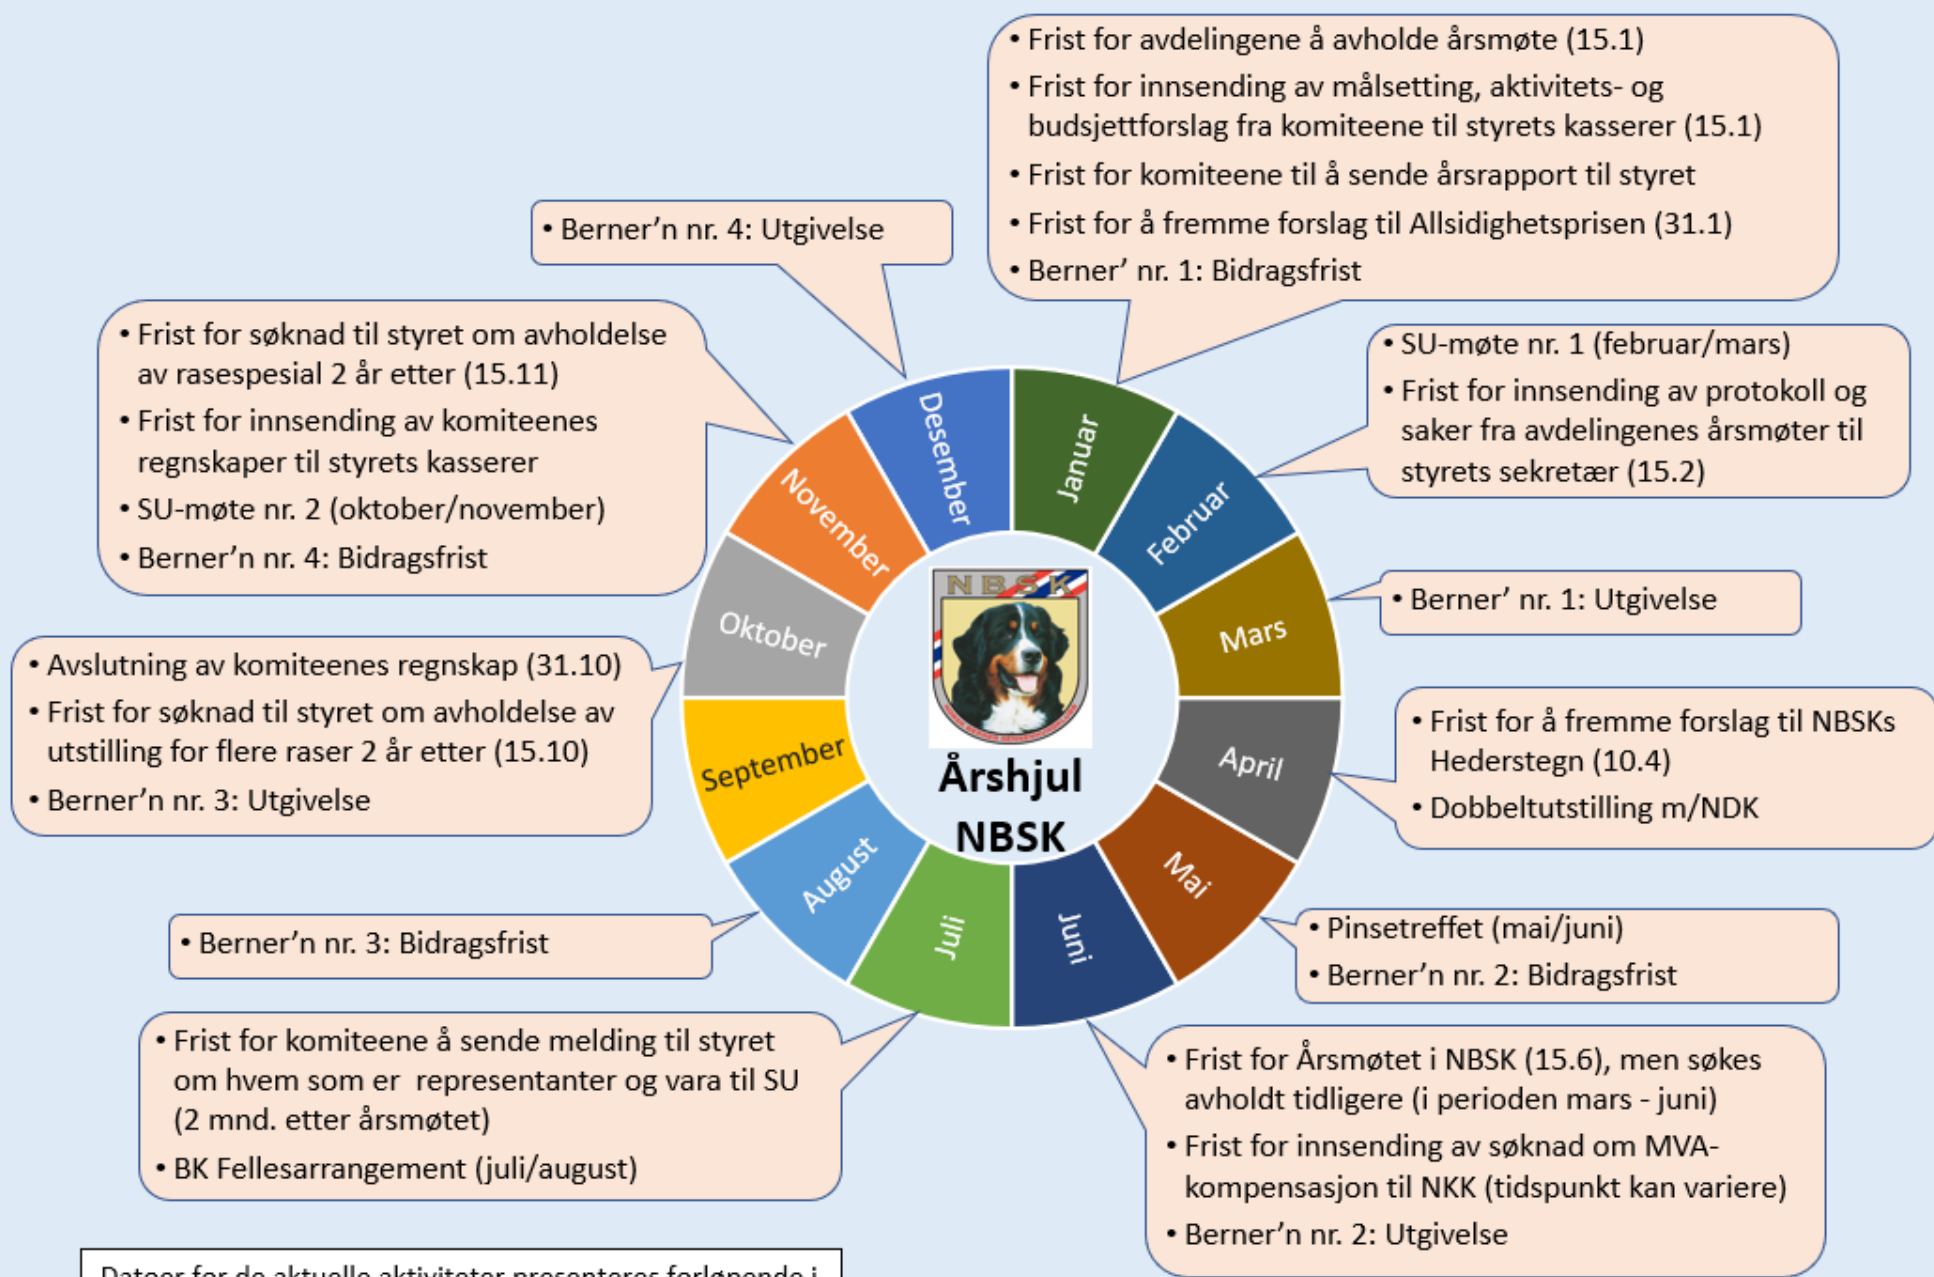 • Frist for avdelingene å avholde årsmøte (15.1)
• Frist for innsending av målsetting, aktivitets- og
budsjettforslag fra komiteene til styrets kasserer (15.1)
• Frist for komiteene til å sende årsrapport til styret
• Frist for å fremme forslag til Allsidighetsprisen (31.1)
• Berner’ nr. 1: Bidragsfrist
• SU-møte nr. 1 (februar/mars)
• Frist for innsending av protokoll og
saker fra avdelingenes årsmøter til
styrets sekretær (15.2)
• Berner’ nr. 1: Utgivelse
• Frist for å fremme forslag til NBSKs
Hederstegn (10.4)
• Dobbeltutstilling m/NDK
• Pinsetreffet (mai/juni)
• Berner’n nr. 2: Bidragsfrist
• Frist for Årsmøtet i NBSK (15.6), men søkes
avholdt tidligere (i perioden mars - juni)
• Frist for innsending av søknad om MVA-
kompensasjon til NKK (tidspunkt kan variere)
• Berner’n nr. 2: Utgivelse
• Frist for komiteene å sende melding til styret
om hvem som er representanter og vara til SU
(2 mnd. etter årsmøtet)
• BK Fellesarrangement (juli/august)
• Berner’n nr. 3: Bidragsfrist
• Avslutning av komiteenes regnskap (31.10)
• Frist for søknad til styret om avholdelse av
utstilling for flere raser 2 år etter (15.10)
• Berner’n nr. 3: Utgivelse
• Frist for søknad til styret om avholdelse
av rasespesial 2 år etter (15.11)
• Frist for innsending av komiteenes
regnskaper til styrets kasserer
• SU-møte nr. 2 (oktober/november)
• Berner’n nr. 4: Bidragsfrist
• Berner’n nr. 4: Utgivelse
Januar
Februar
Mars
April
Mai
Juni
Juli
August
September
Oktober
November
Desember
NBSK
Årshjul
NBSK
Datoer for de aktuelle aktiviteter presenteres forløpende i